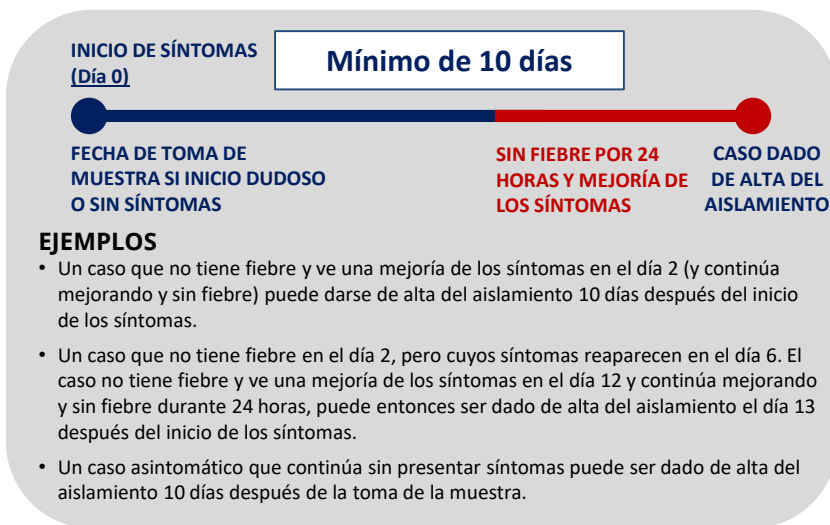 INICIO DE SÍNTOMAS
(Día 0)
Mínimo de 10 días
FECHA DE TOMA DE
MUESTRA SI INICIO DUDOSO
O SIN SÍNTOMAS
SIN FIEBRE POR 24
HORAS Y MEJORÍA DE
LOS SÍNTOMAS
CASO DADO
DE ALTA DEL
AISLAMIENTO
EJEMPLOS
• Un caso que no tiene fiebre y ve una mejoría de los síntomas en el día 2 (y continúa
mejorando y sin fiebre) puede darse de alta del aislamiento 10 días después del inicio
de los síntomas.
• Un caso que no tiene fiebre en el día 2, pero cuyos síntomas reaparecen en el día 6. El
caso no tiene fiebre y ve una mejoría de los síntomas en el día 12 y continúa mejorando
y sin fiebre durante 24 horas, puede entonces ser dado de alta del aislamiento el día 13
después del inicio de los síntomas.
• Un caso asintomático que continúa sin presentar síntomas puede ser dado de alta del
aislamiento 10 días después de la toma de la muestra.